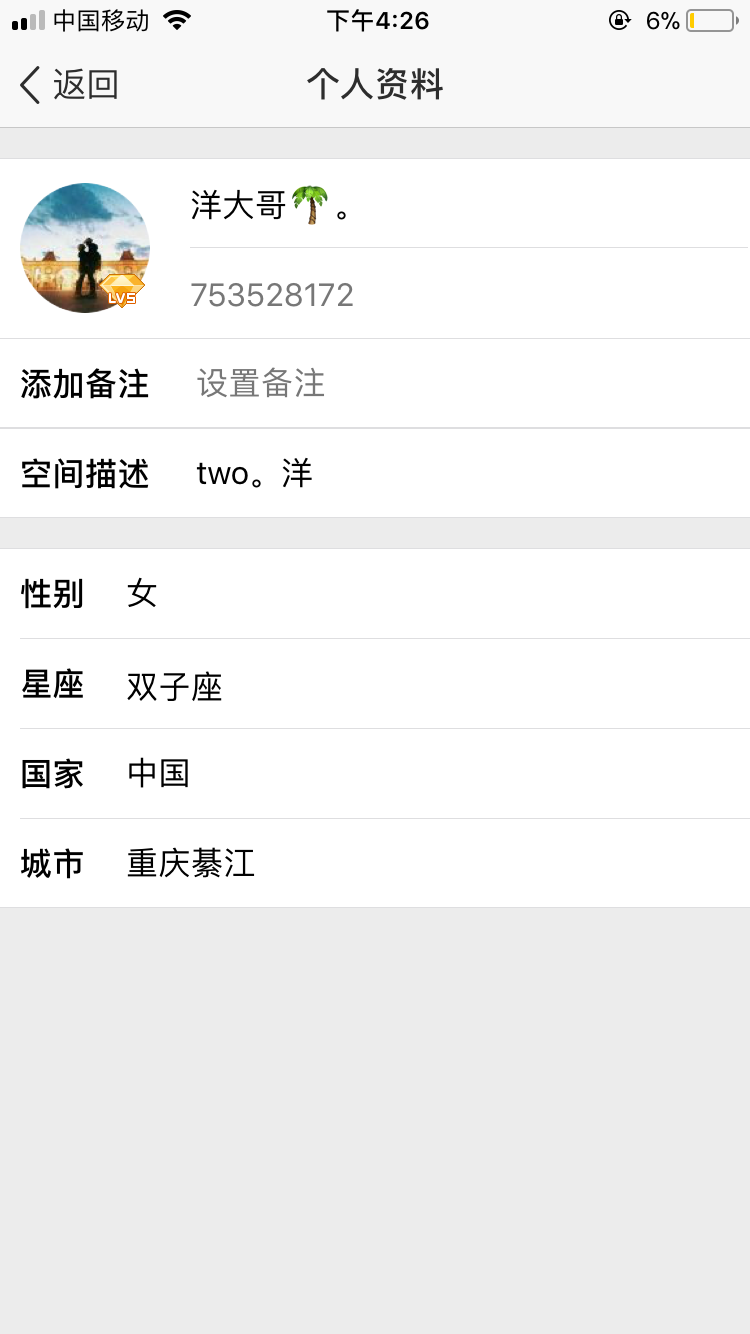 中国移动 下午4:26 6%
返回 个人资料
洋大哥🌴。
LV5
753528172
添加备注 设置备注
空间描述 two。洋
性别 女
星座 双子座
国家 中国
城市 重庆綦江